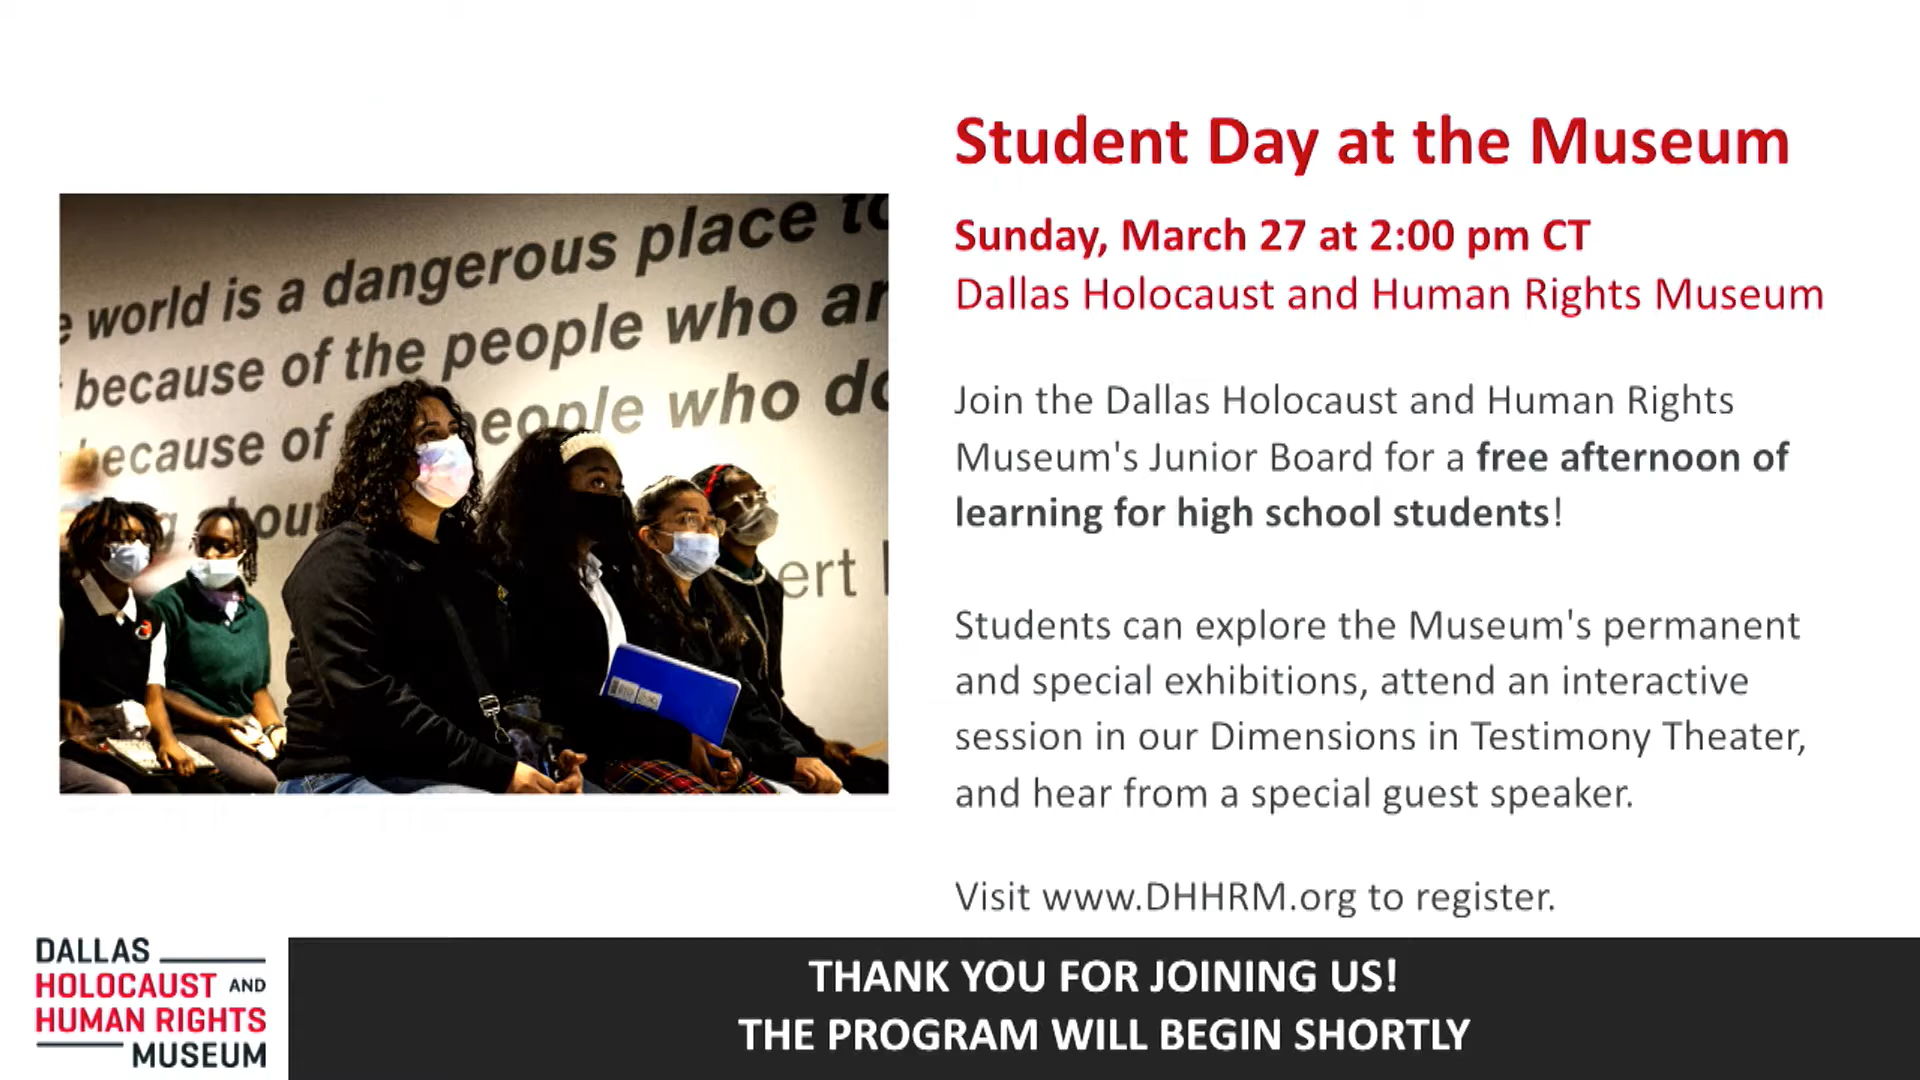 Student Day at the Museum
Sunday, March 27 at 2:00 pm CT
Dallas Holocaust and Human Rights Museum
Join the Dallas Holocaust and Human Rights
Museum's Junior Board for a free afternoon of
learning for high school students!
Students can explore the Museum's permanent
and special exhibitions, attend an interactive
session in our Dimensions in Testimony Theater,
and hear from a special guest speaker.
Visit www.DHHRM.org to register.
world is a dangerous place
because of the people who
because of people who
DALLAS
HOLOCAUST AND
HUMAN RIGHTS
MUSEUM
THANK YOU FOR JOINING US!
THE PROGRAM WILL BEGIN SHORTLY